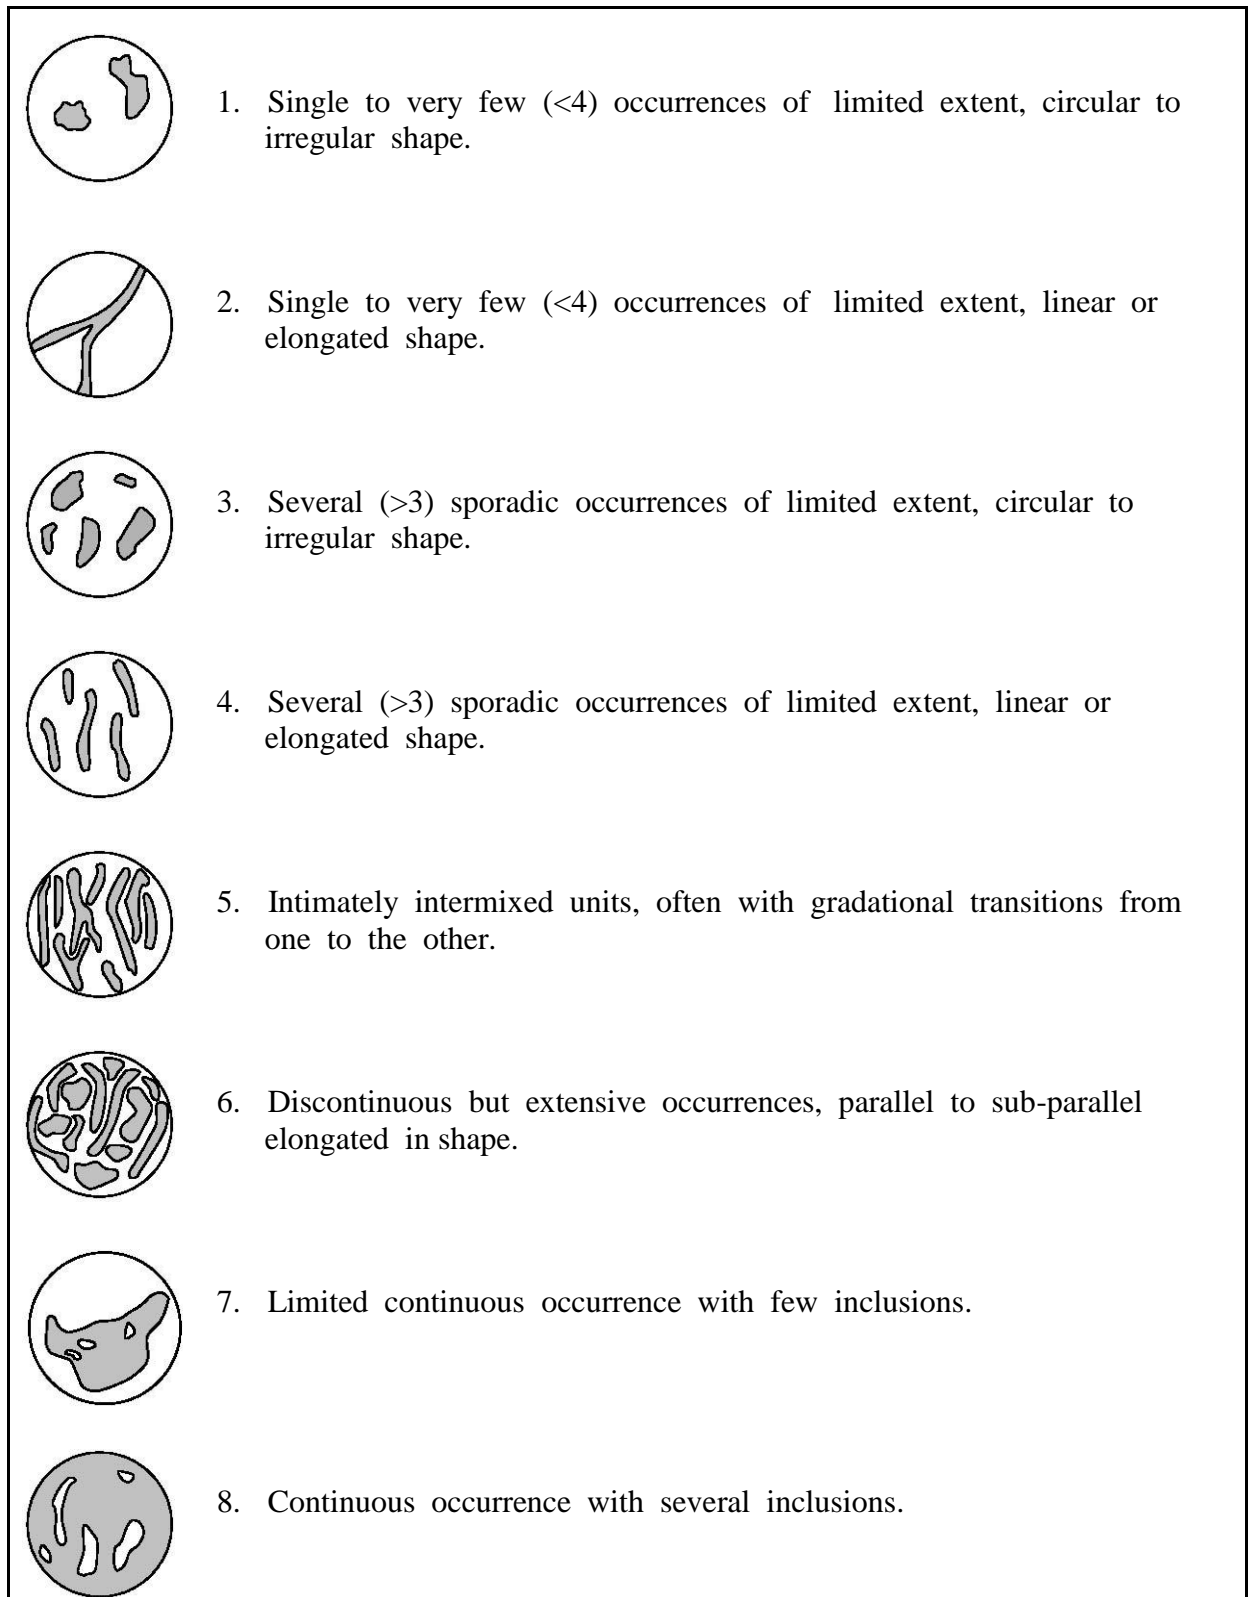 1. Single to very few (<4) occurrences of limited extent, circular to
irregular shape.
2. Single to very few (<4) occurrences of limited extent, linear or
elongated shape.
3. Several (>3) sporadic occurrences of limited extent, circular to
irregular shape.
4. Several (>3) sporadic occurrences of limited extent, linear or
elongated shape.
5. Intimately intermixed units, often with gradational transitions from
one to the other.
6. Discontinuous but extensive occurrences, parallel to sub-parallel
elongated in shape.
7. Limited continuous occurrence with few inclusions.
8. Continuous occurrence with several inclusions.